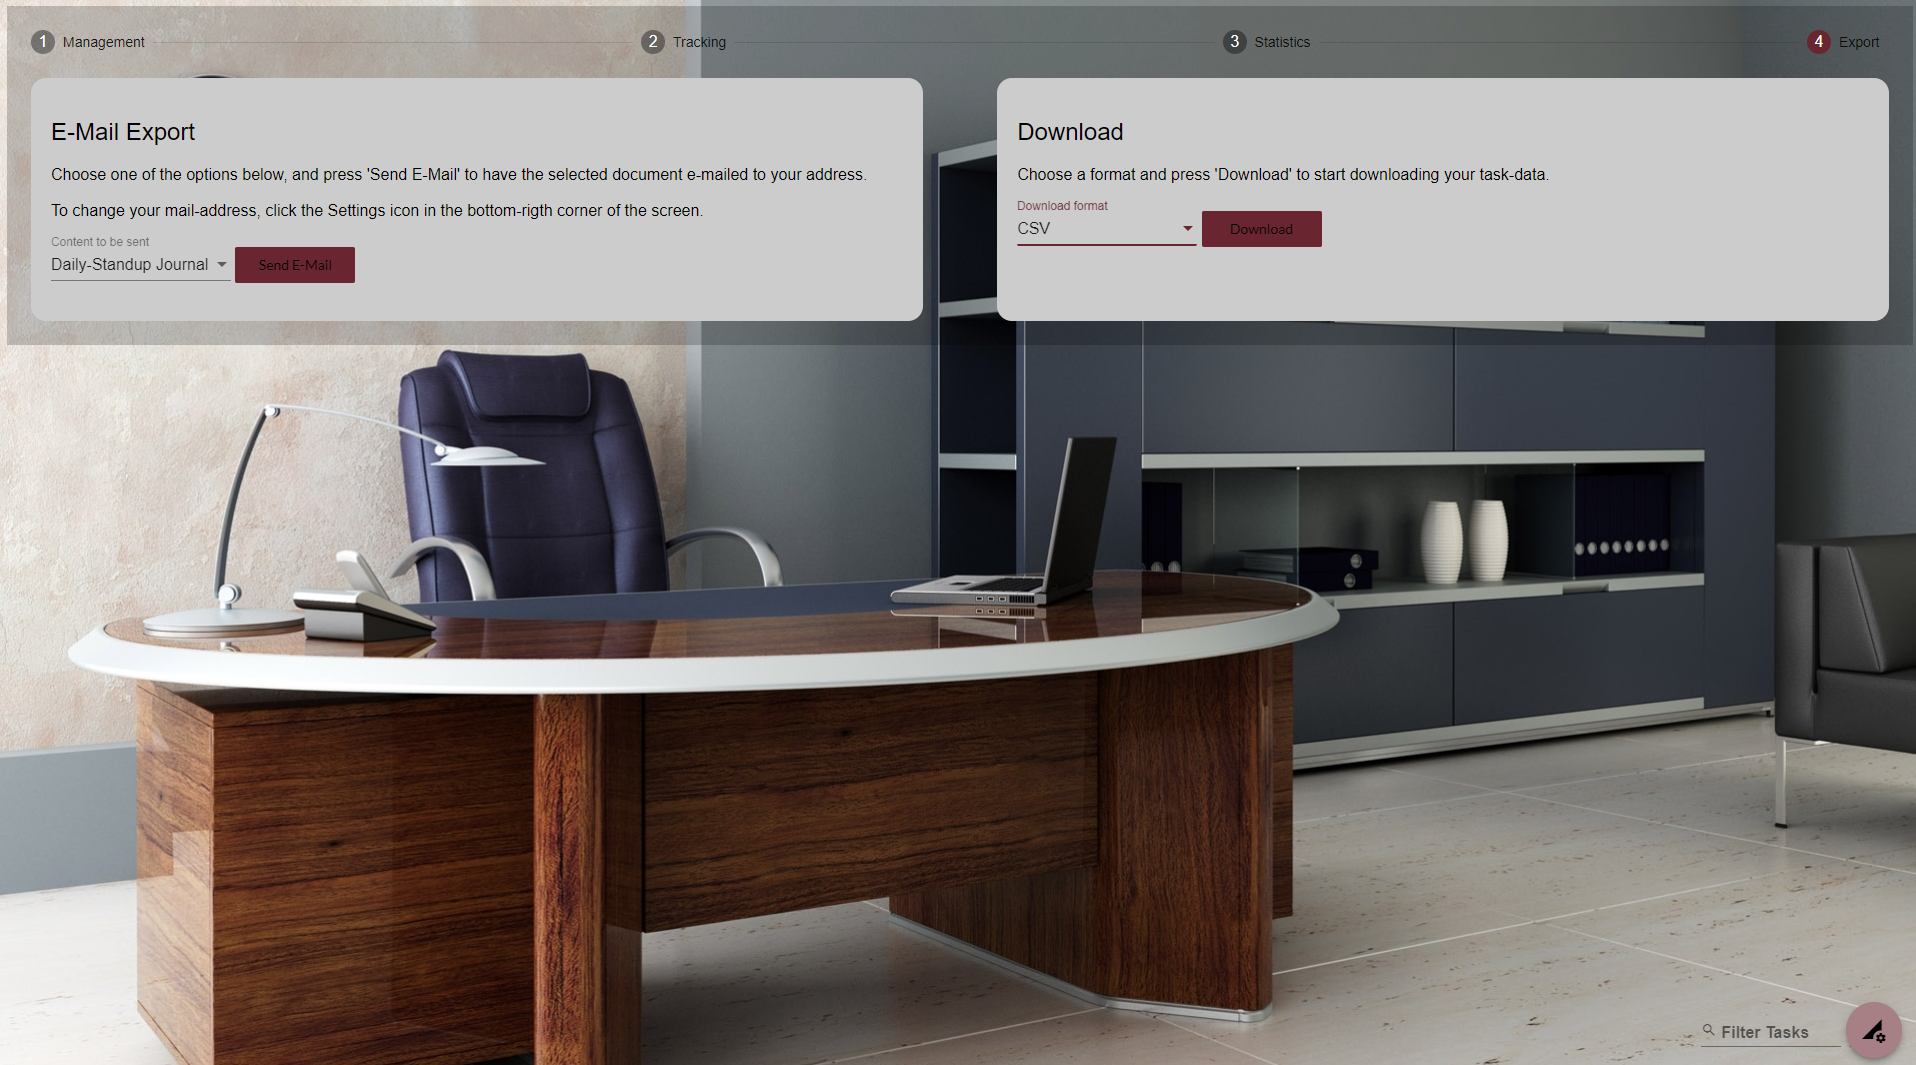 1 Management
2 Tracking
3 Statistics
4 Export
E-Mail Export
Choose one of the options below, and press 'Send E-Mail' to have the selected document e-mailed to your address.
To change your mail-address, click the Settings icon in the bottom-rigth corner of the screen.
Content to be sent
Daily-Standup Journal
Send E-Mail
Download
Choose a format and press 'Download' to start downloading your task-data.
Download format
CSV
Download
Filter Tasks